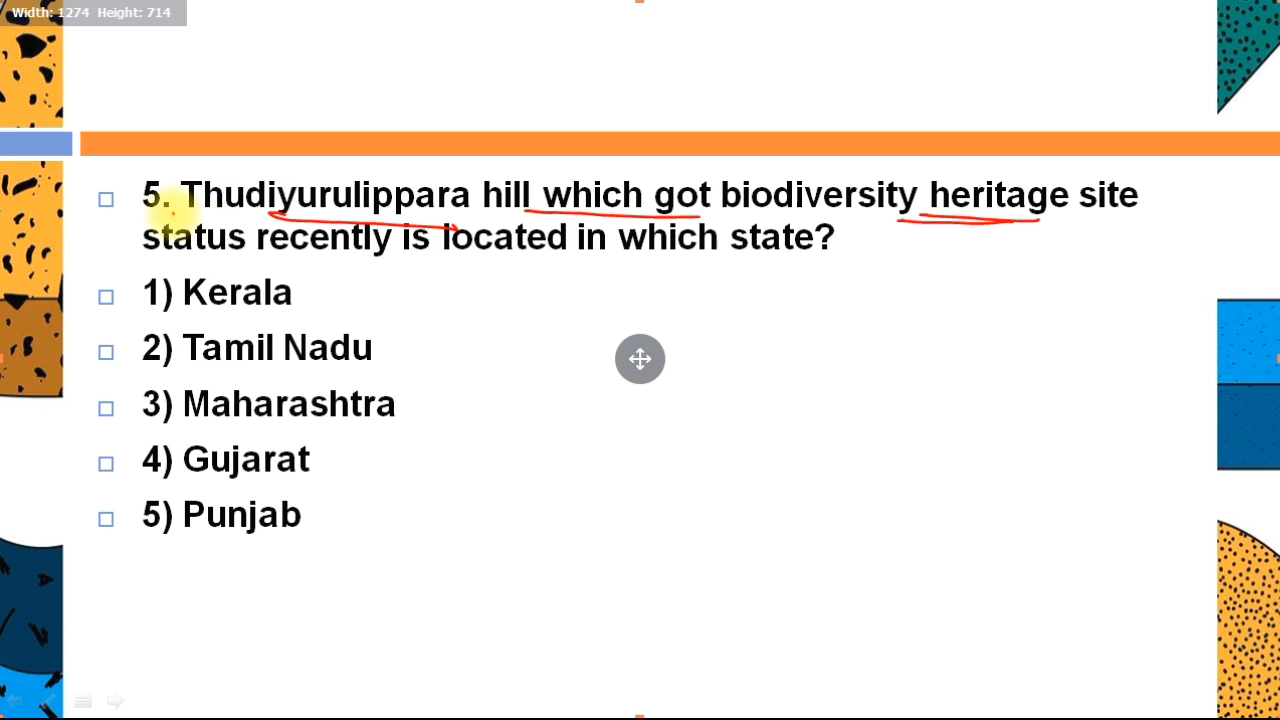 Width: 1274 Height: 714
5. Thudiyurulippara hill which got biodiversity heritage site
status recently is located in which state?
1) Kerala
2) Tamil Nadu
3) Maharashtra
4) Gujarat
5) Punjab